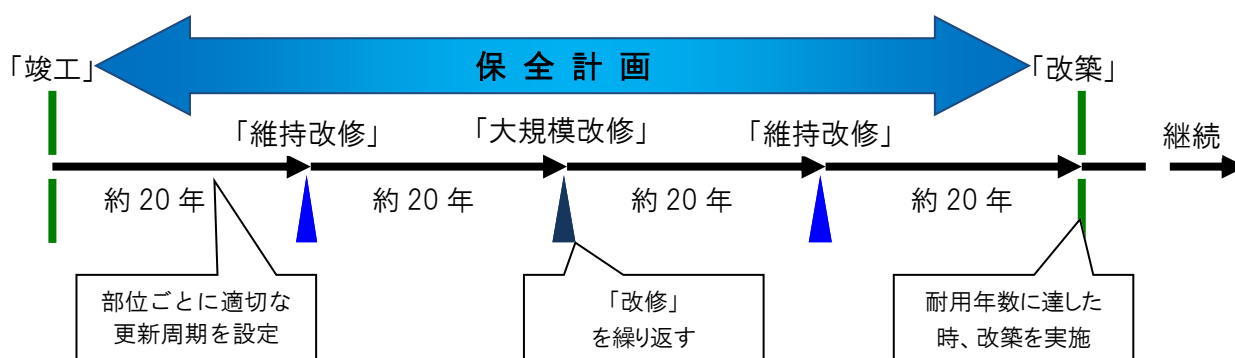 保全計画
「竣工」
「改築」
「維持改修」
「大規模改修」
「維持改修」
継続
約 20 年
約 20 年
約 20 年
約 20 年
部位ごとに適切な
更新周期を設定
「改修」
を繰り返す
耐用年数に達した
時、改築を実施